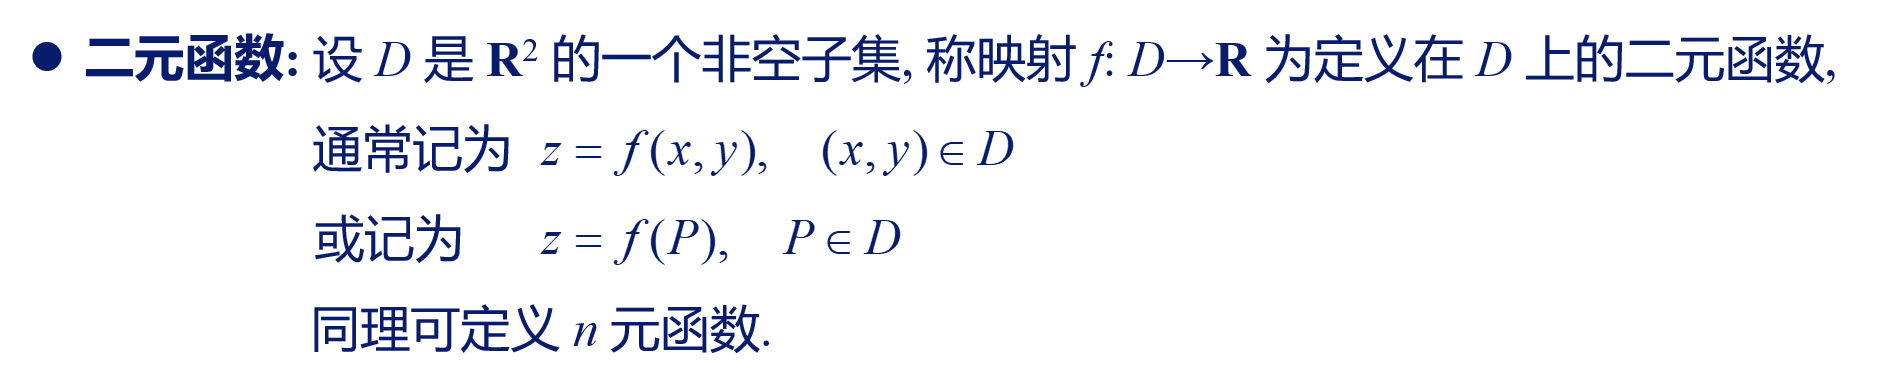 ● 二元函数: 设 D 是 R² 的一个非空子集, 称映射 f: D→R 为定义在 D 上的二元函数,
通常记为 z = f(x, y), (x, y) ∈ D
或记为 z = f(P), P ∈ D
同理可定义 n 元函数.